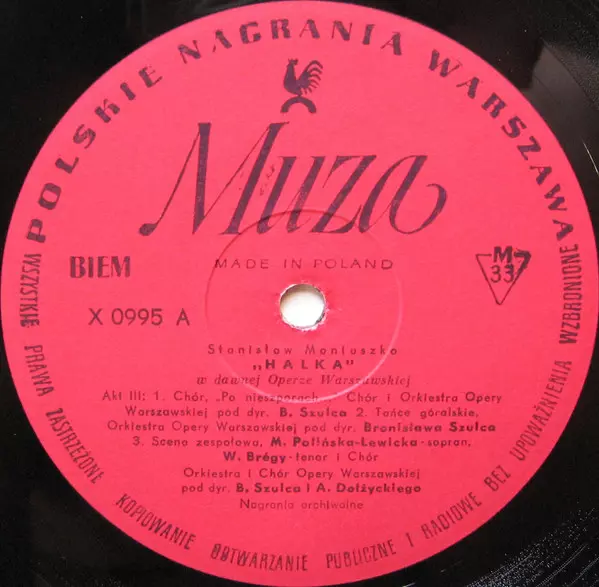 POLSKIE NAGRANIA WARSZAWA
Muza
BIEM
MADE IN POLAND
M
33
X 0995 A
Stanisław Moniuszko
„HALKA”
w dawnej Operze Warszawskiej
Akt III: 1. Chór, „Po nieszporach... Chór i Orkiestra Opery
Warszawskiej pod dyr. B. Szulca 2. Tańce góralskie,
Orkiestra Opery Warszawskiej pod dyr. Bronisława Szulca
3. Scena zespołowa, M. Polińska-Lewicka - sopran,
W. Brégy - tenor i Chór
Orkiestra i Chór Opery Warszawskiej
pod dyr. B. Szulca i A. Dołżyckiego
Nagrania archiwalne
WSZYSTKIE PRAWA ZASTRZEŻONE KOPIOWANIE ODTWARZANIE PUBLICZNE I RADIOWE BEZ UPOWAŻNIENIA WZBRONIONE